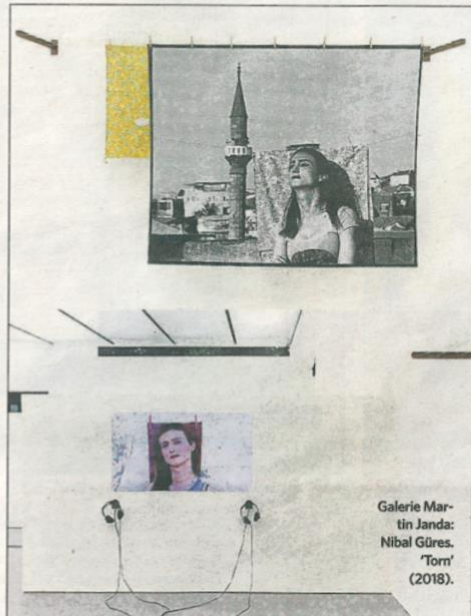 Galerie Mar-
tin Janda:
Nibal Güres.
'Torn'
(2018).